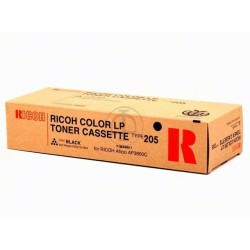 RICOH
RICOH COLOR LP
TONER CASSETTE TYPE 205
BLACK
for RICOH Aficio AP3800C
R